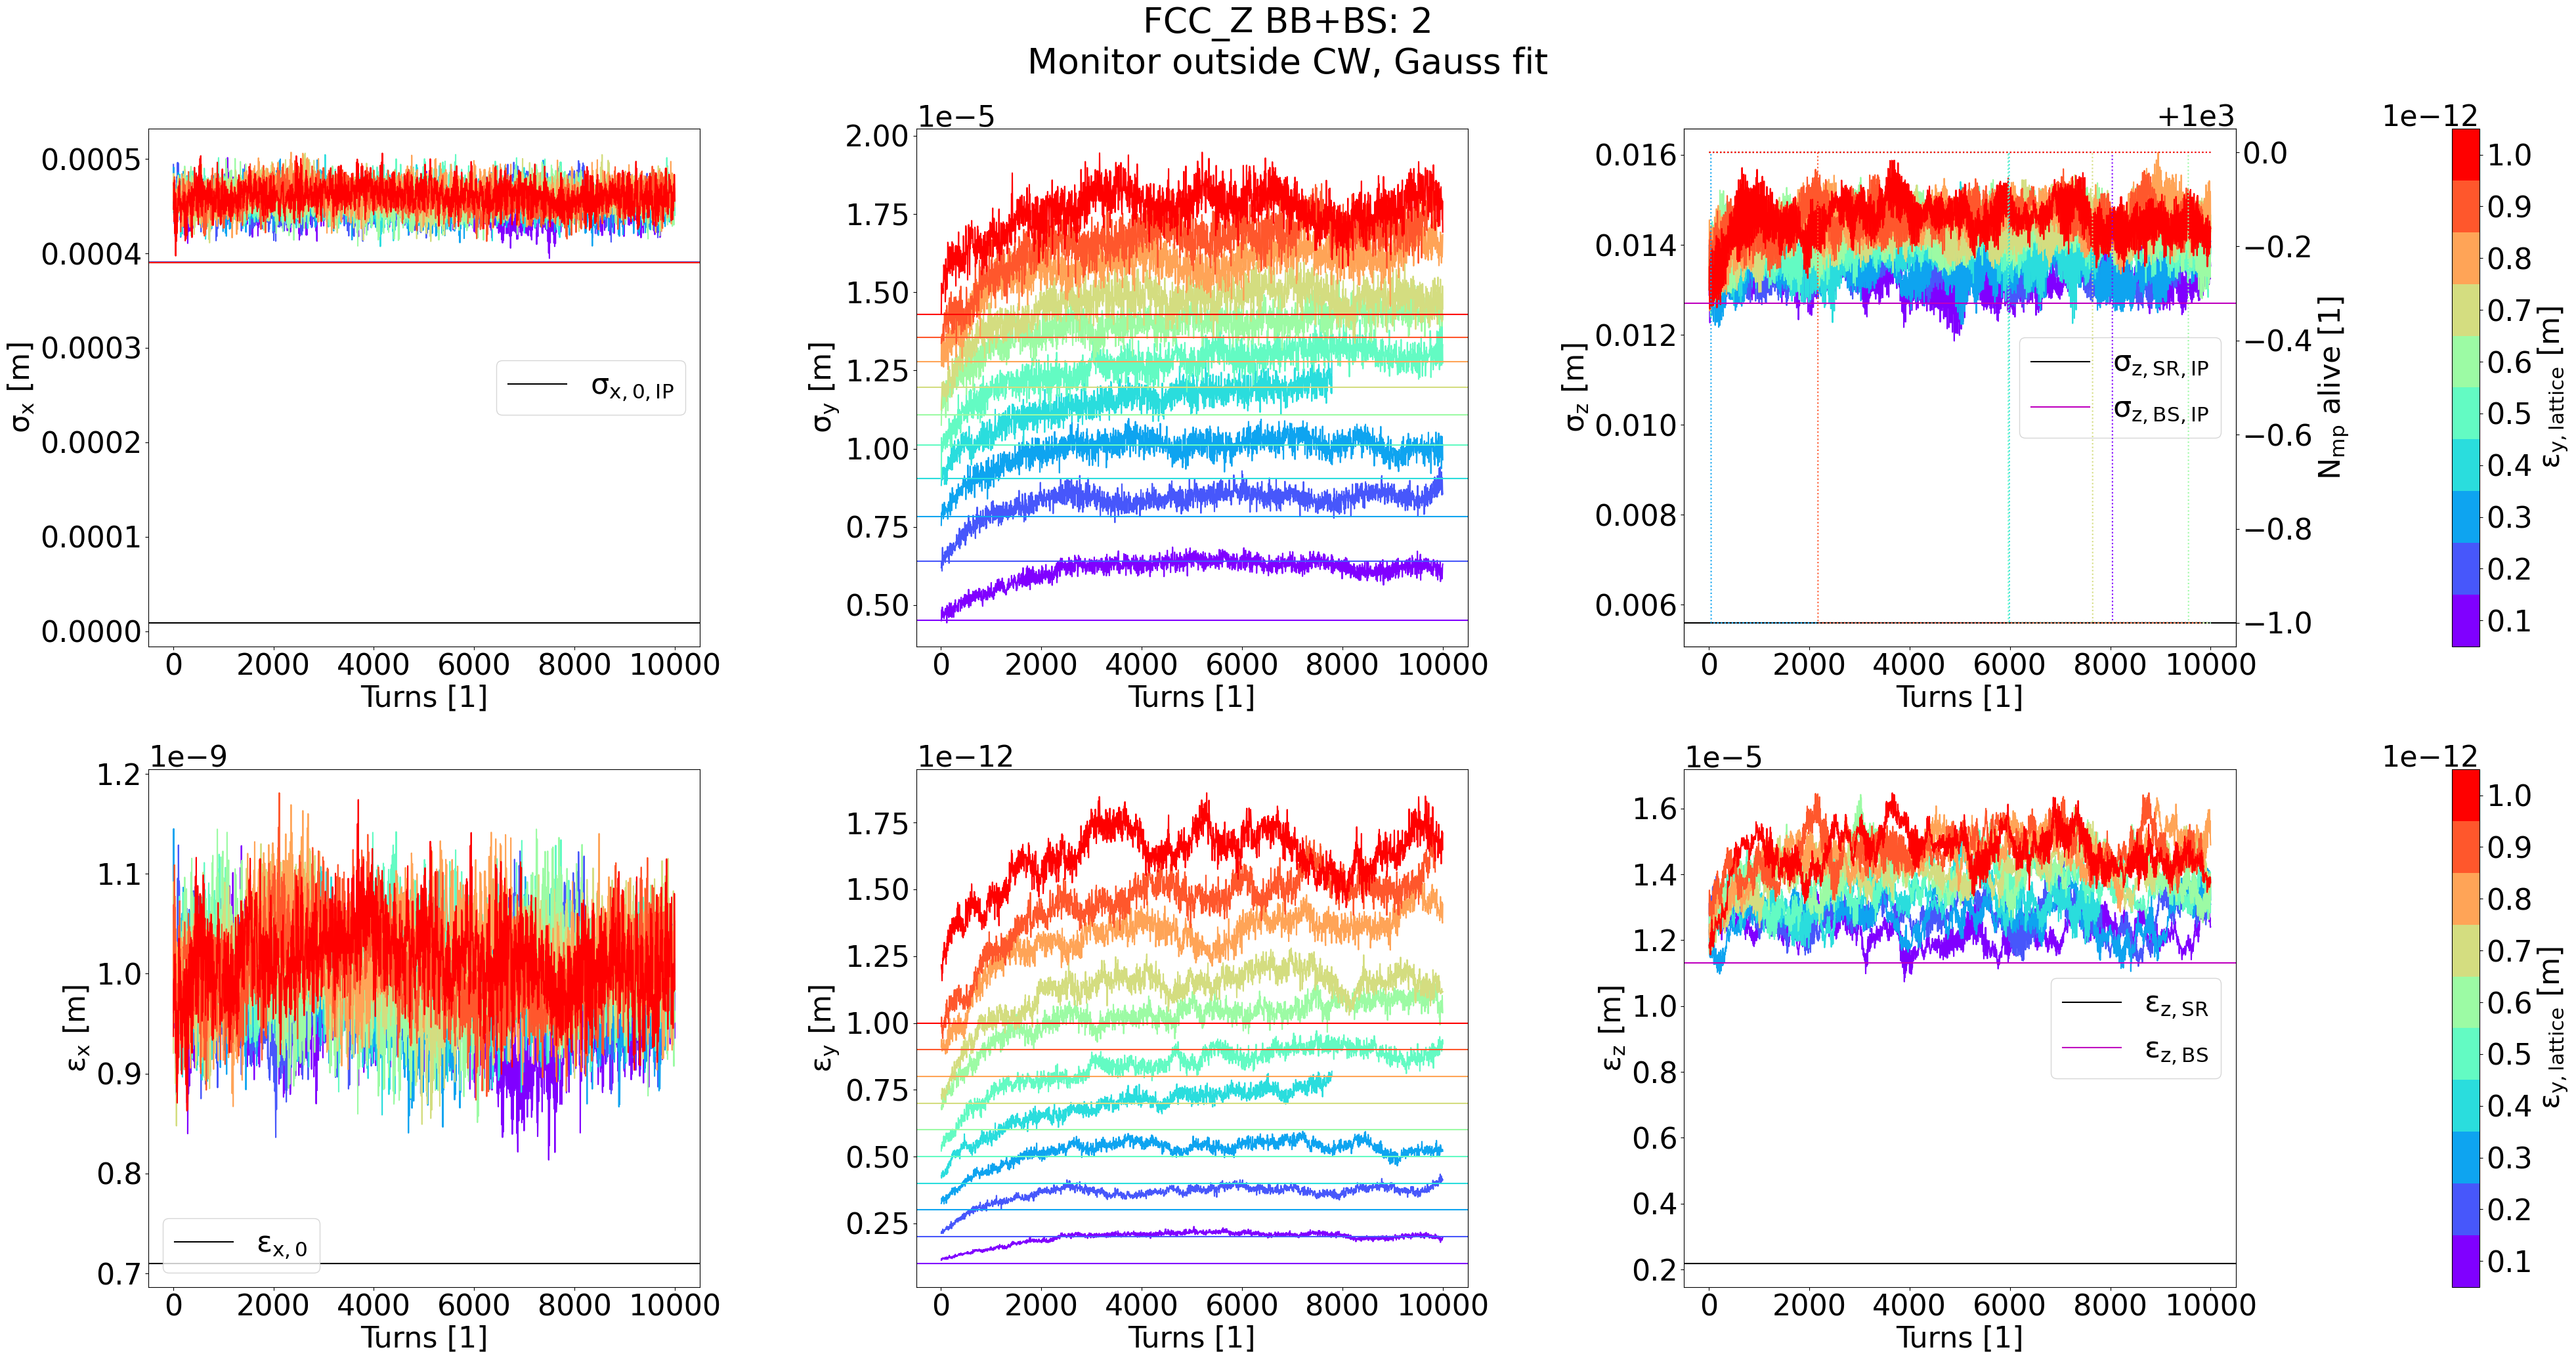 FCC_Z BB+BS: 2
Monitor outside CW, Gauss fit
σx [m]
0.0005
0.0004
0.0003
0.0002
0.0001
0.0000
σx, 0, IP
0 2000 4000 6000 8000 10000
Turns [1]
1e−5
σy [m]
2.00
1.75
1.50
1.25
1.00
0.75
0.50
0 2000 4000 6000 8000 10000
Turns [1]
+1e3
σz [m]
0.016
0.014
0.012
0.010
0.008
0.006
σz, SR, IP
σz, BS, IP
0.0
−0.2
−0.4
−0.6
−0.8
−1.0
Nmp alive [1]
0 2000 4000 6000 8000 10000
Turns [1]
1e−12
1.0
0.9
0.8
0.7
0.6
0.5
0.4
0.3
0.2
0.1
εy, lattice [m]
1e−9
εx [m]
1.2
1.1
1.0
0.9
0.8
0.7
εx, 0
0 2000 4000 6000 8000 10000
Turns [1]
1e−12
εy [m]
1.75
1.50
1.25
1.00
0.75
0.50
0.25
0 2000 4000 6000 8000 10000
Turns [1]
1e−5
εz [m]
1.6
1.4
1.2
1.0
0.8
0.6
0.4
0.2
εz, SR
εz, BS
0 2000 4000 6000 8000 10000
Turns [1]
1e−12
1.0
0.9
0.8
0.7
0.6
0.5
0.4
0.3
0.2
0.1
εy, lattice [m]